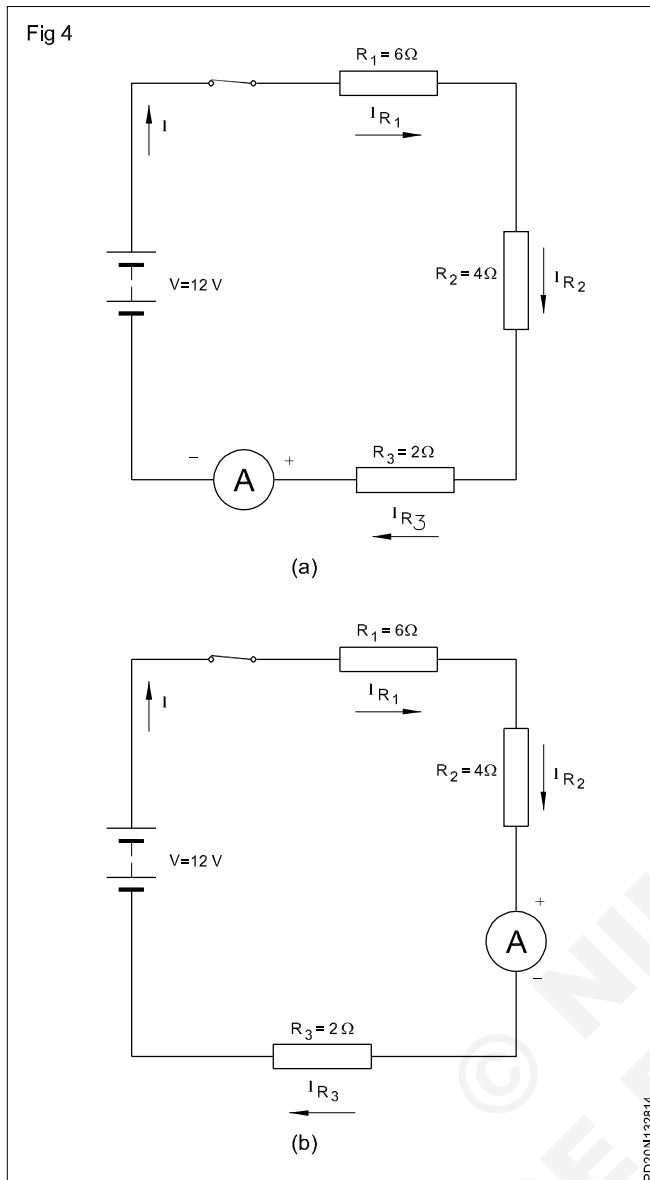 Fig 4
R1 = 6Ω
I
IR1
R2 = 4Ω
IR2
V=12 V
− A +
R3 = 2Ω
IR3
(a)
R1 = 6Ω
I
IR1
R2 = 4Ω
IR2
V=12 V
+
A
−
R3 = 2Ω
IR3
(b)
© NI